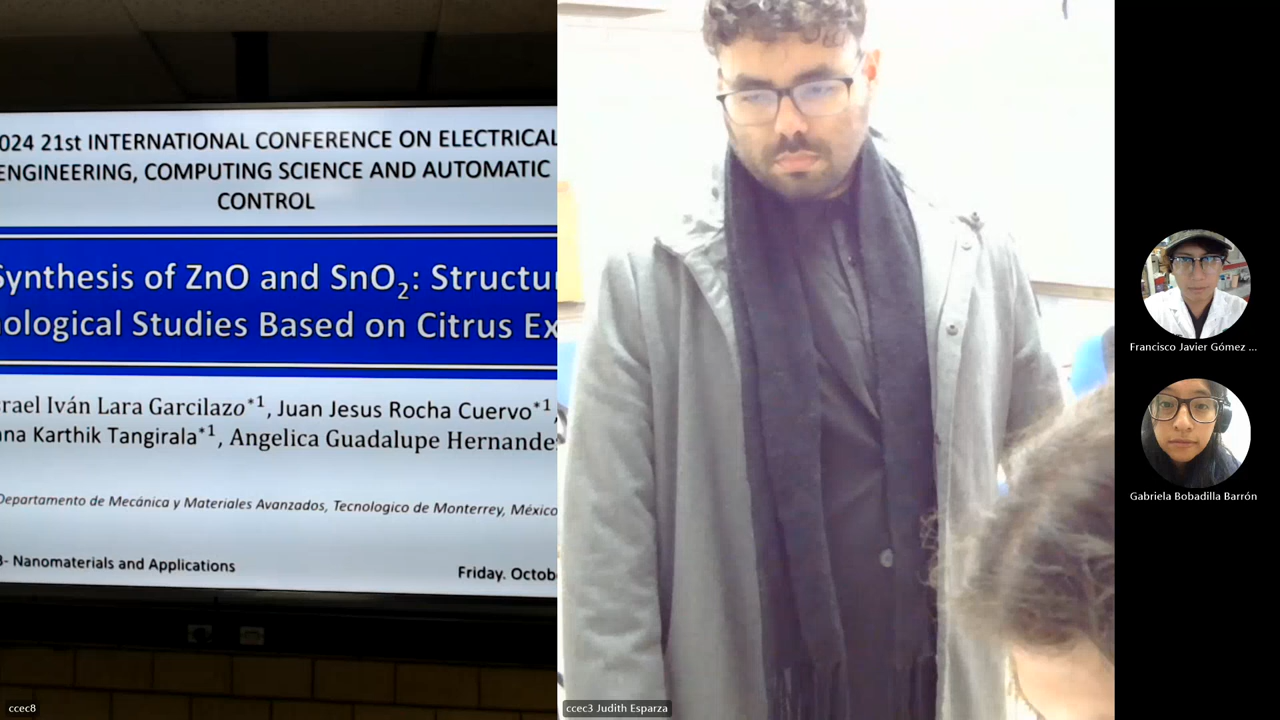 024 21st INTERNATIONAL CONFERENCE ON ELECTRICAL
ENGINEERING, COMPUTING SCIENCE AND AUTOMATIC
CONTROL
Synthesis of ZnO and SnO₂: Structu
ological Studies Based on Citrus Ex
rael Iván Lara Garcilazo*1, Juan Jesus Rocha Cuervo*1
na Karthik Tangirala*1, Angelica Guadalupe Hernande
Departamento de Mecánica y Materiales Avanzados, Tecnologico de Monterrey, México
- Nanomaterials and Applications
Friday. Octob
ccec8
ccec3 Judith Esparza
Francisco Javier Gómez ...
Gabriela Bobadilla Barrón